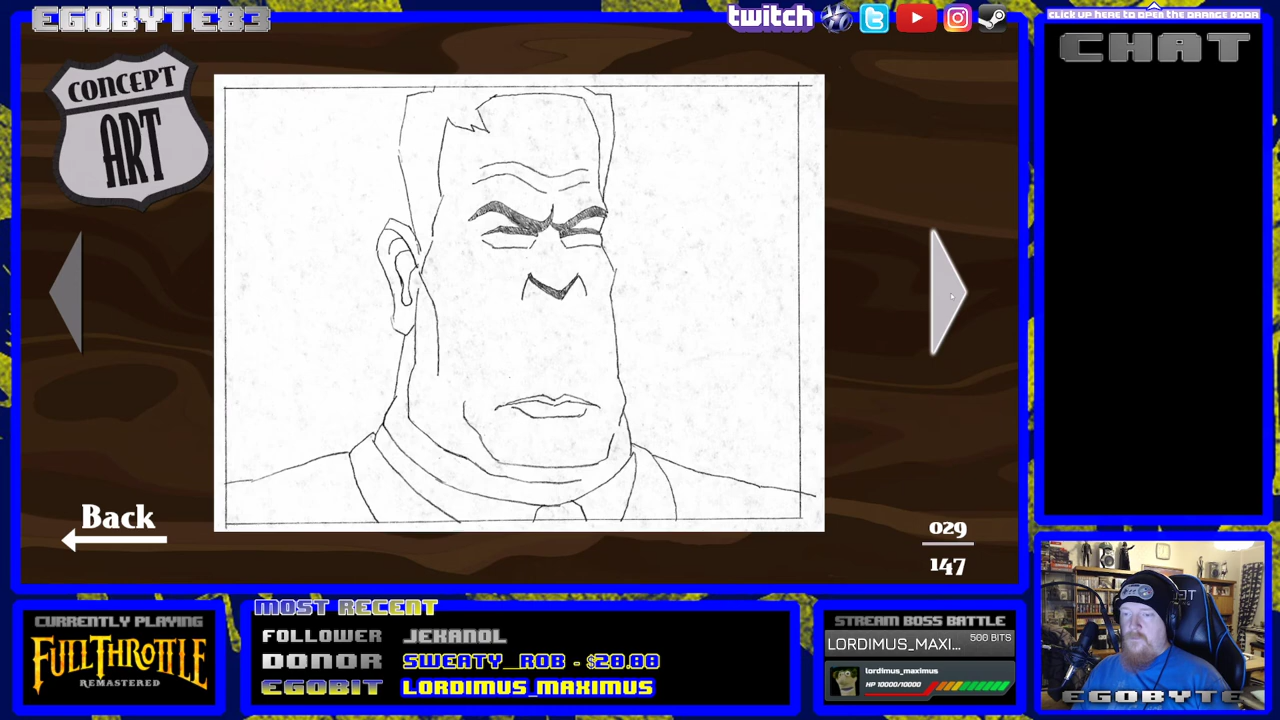 EGOBYTE83
twitch
CLICK UP HERE TO OPEN THE ORANGE DOOR
CHAT
CONCEPT
ART
Back
029
147
CURRENTLY PLAYING
FULL THROTTLE
REMASTERED
MOST RECENT
FOLLOWER JEKANOL
DONOR SWEATY_ROB - $20.00
EGOBIT LORDIMUS_MAXIMUS
STREAM BOSS BATTLE
LORDIMUS_MAXI... 500 BITS
lordimus_maximus
HP 10000/10000
EGOBYTE